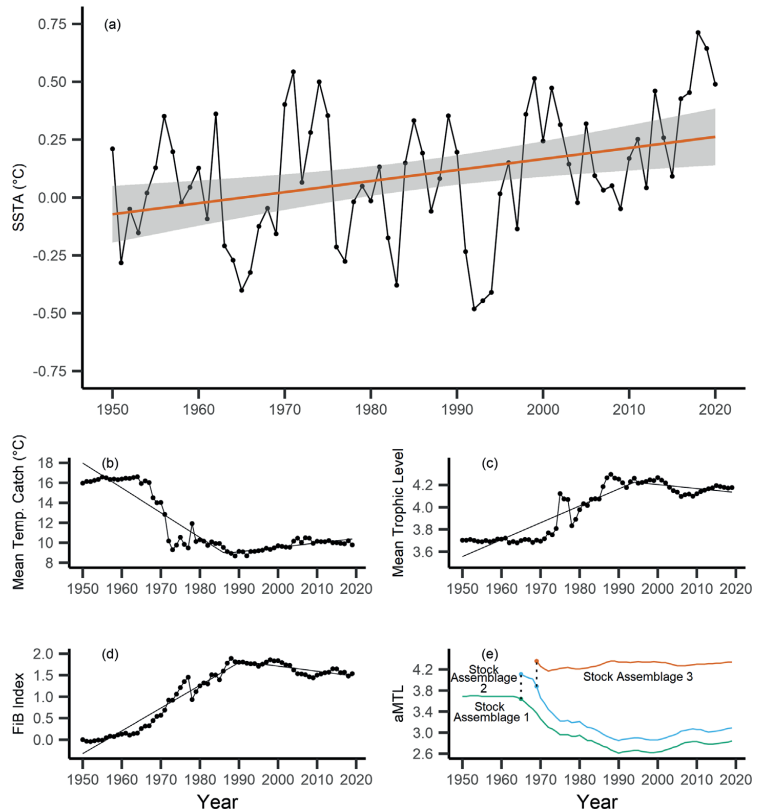 (a)
SSTA (°C)
0.75
0.50
0.25
0.00
-0.25
-0.50
-0.75
1950 1960 1970 1980 1990 2000 2010 2020
(b)
Mean Temp. Catch (°C)
18
16
14
12
10
8
1950 1960 1970 1980 1990 2000 2010 2020
(c)
Mean Trophic Level
4.2
4.0
3.8
3.6
1950 1960 1970 1980 1990 2000 2010 2020
(d)
FiB Index
2.0
1.5
1.0
0.5
0.0
1950 1960 1970 1980 1990 2000 2010 2020
Year
(e)
aMTL
4.2
3.8
3.4
3.0
2.6
Stock
Assemblage
2
Stock
Assemblage 1
Stock Assemblage 3
1950 1960 1970 1980 1990 2000 2010 2020
Year